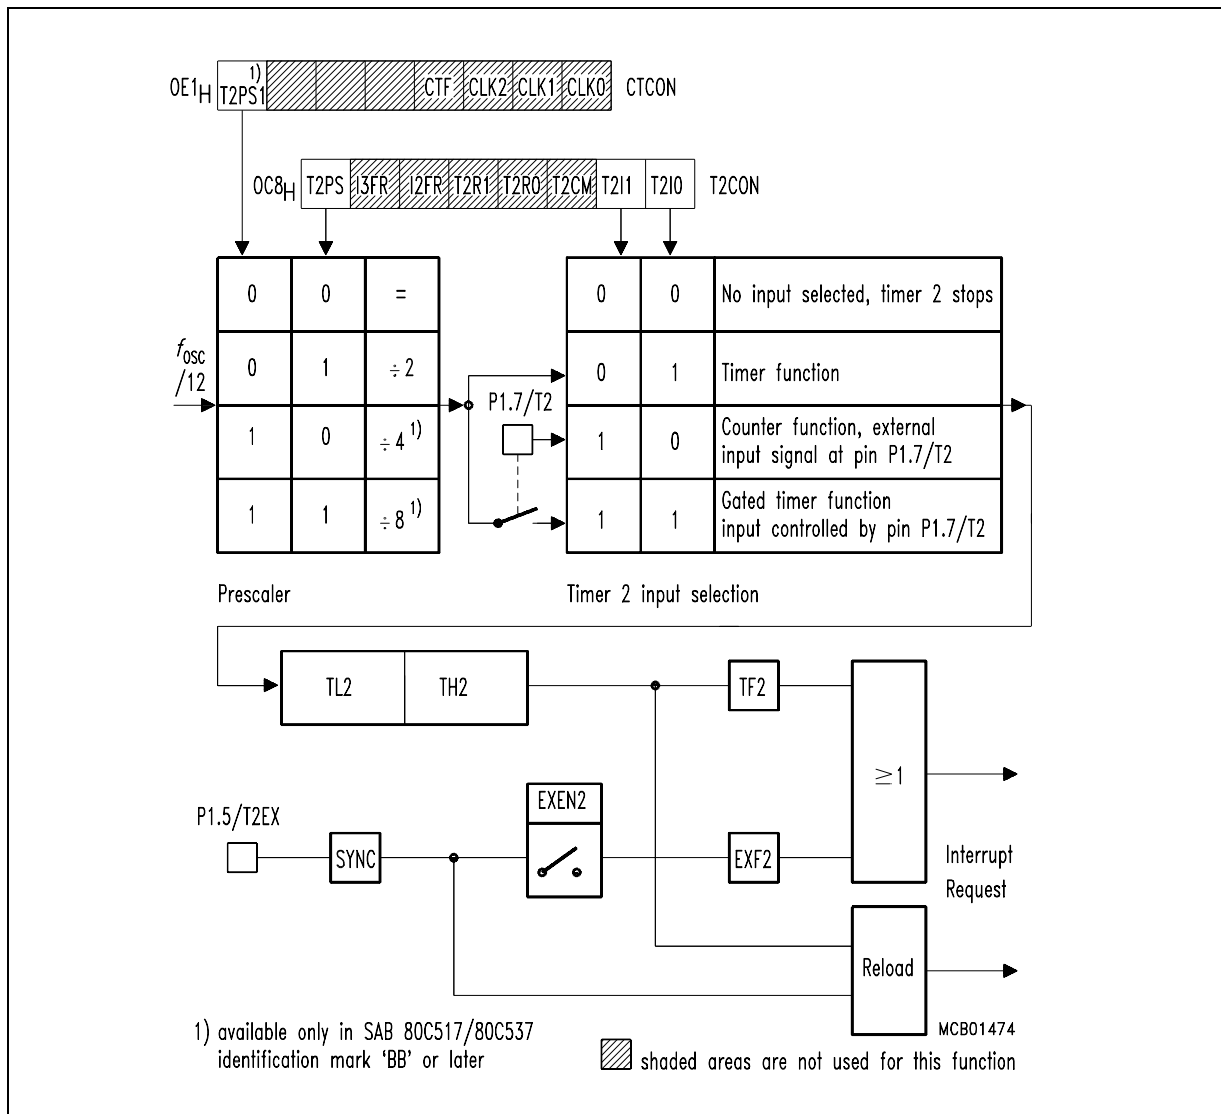 OE1H T2PS1 1) CTF CLK2 CLK1 CLK0 CTCON
OC8H T2PS I3FR I2FR T2R1 T2R0 T2CM T2I1 T2I0 T2CON
fosc
/12
0 0 =
0 1 ÷2
1 0 ÷4 1)
1 1 ÷8 1)
P1.7/T2
0 0 No input selected, timer 2 stops
0 1 Timer function
1 0 Counter function, external
input signal at pin P1.7/T2
1 1 Gated timer function
input controlled by pin P1.7/T2
Prescaler
Timer 2 input selection
TL2 TH2
TF2
≥1
EXEN2
P1.5/T2EX
SYNC
EXF2
Interrupt
Request
Reload
MCB01474
1) available only in SAB 80C517/80C537
identification mark 'BB' or later
shaded areas are not used for this function